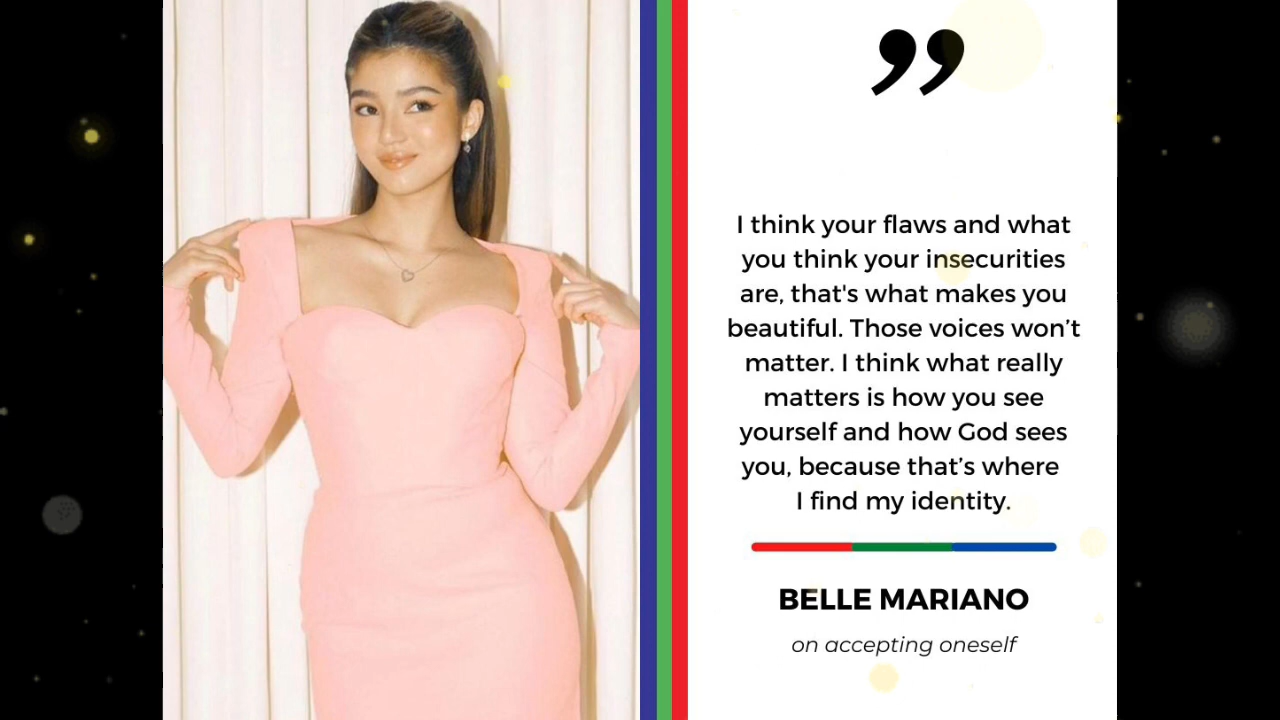 ”
I think your flaws and what
you think your insecurities
are, that's what makes you
beautiful. Those voices won’t
matter. I think what really
matters is how you see
yourself and how God sees
you, because that’s where
I find my identity.
BELLE MARIANO
on accepting oneself